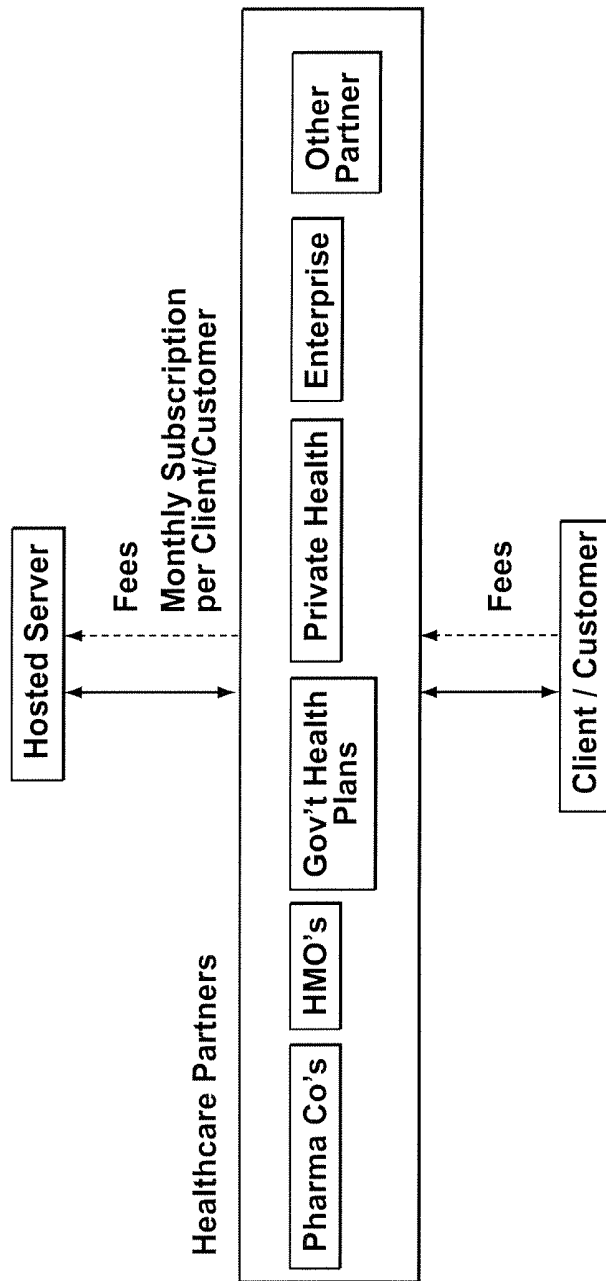 Hosted Server
Fees
Monthly Subscription
per Client/Customer
Healthcare Partners
Pharma Co's
HMO's
Gov't Health
Plans
Private Health
Enterprise
Other
Partner
Fees
Client / Customer